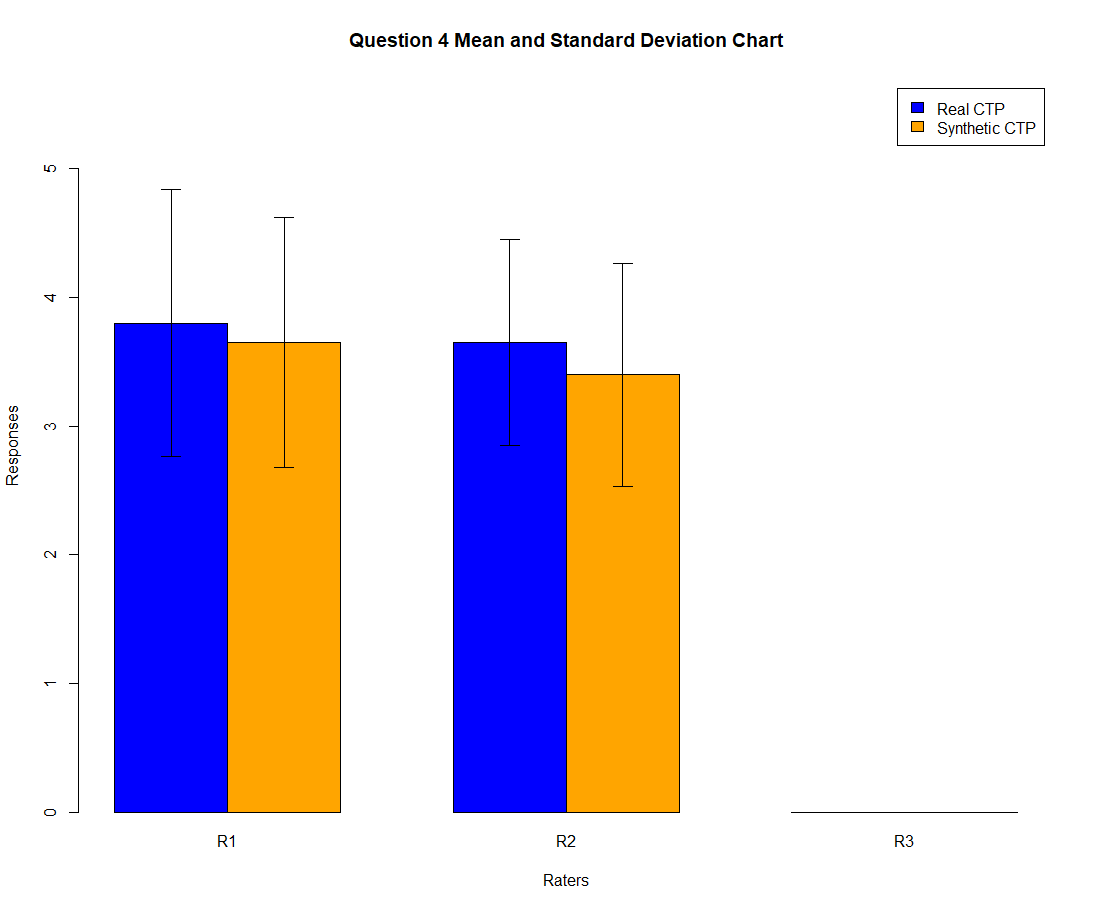 Question 4 Mean and Standard Deviation Chart
Real CTP
Synthetic CTP
5
4
3
2
1
0
Responses
R1
R2
R3
Raters